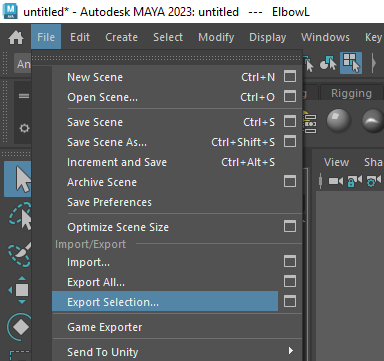 untitled* - Autodesk MAYA 2023: untitled --- ElbowL
File Edit Create Select Modify Display Windows
An
Rigging
New Scene Ctrl+N
Open Scene... Ctrl+O
Save Scene Ctrl+S
Save Scene As... Ctrl+Shift+S
Increment and Save Ctrl+Alt+S
Archive Scene
Save Preferences
Optimize Scene Size
Import/Export
Import...
Export All...
Export Selection...
Game Exporter
Send To Unity
View Sha